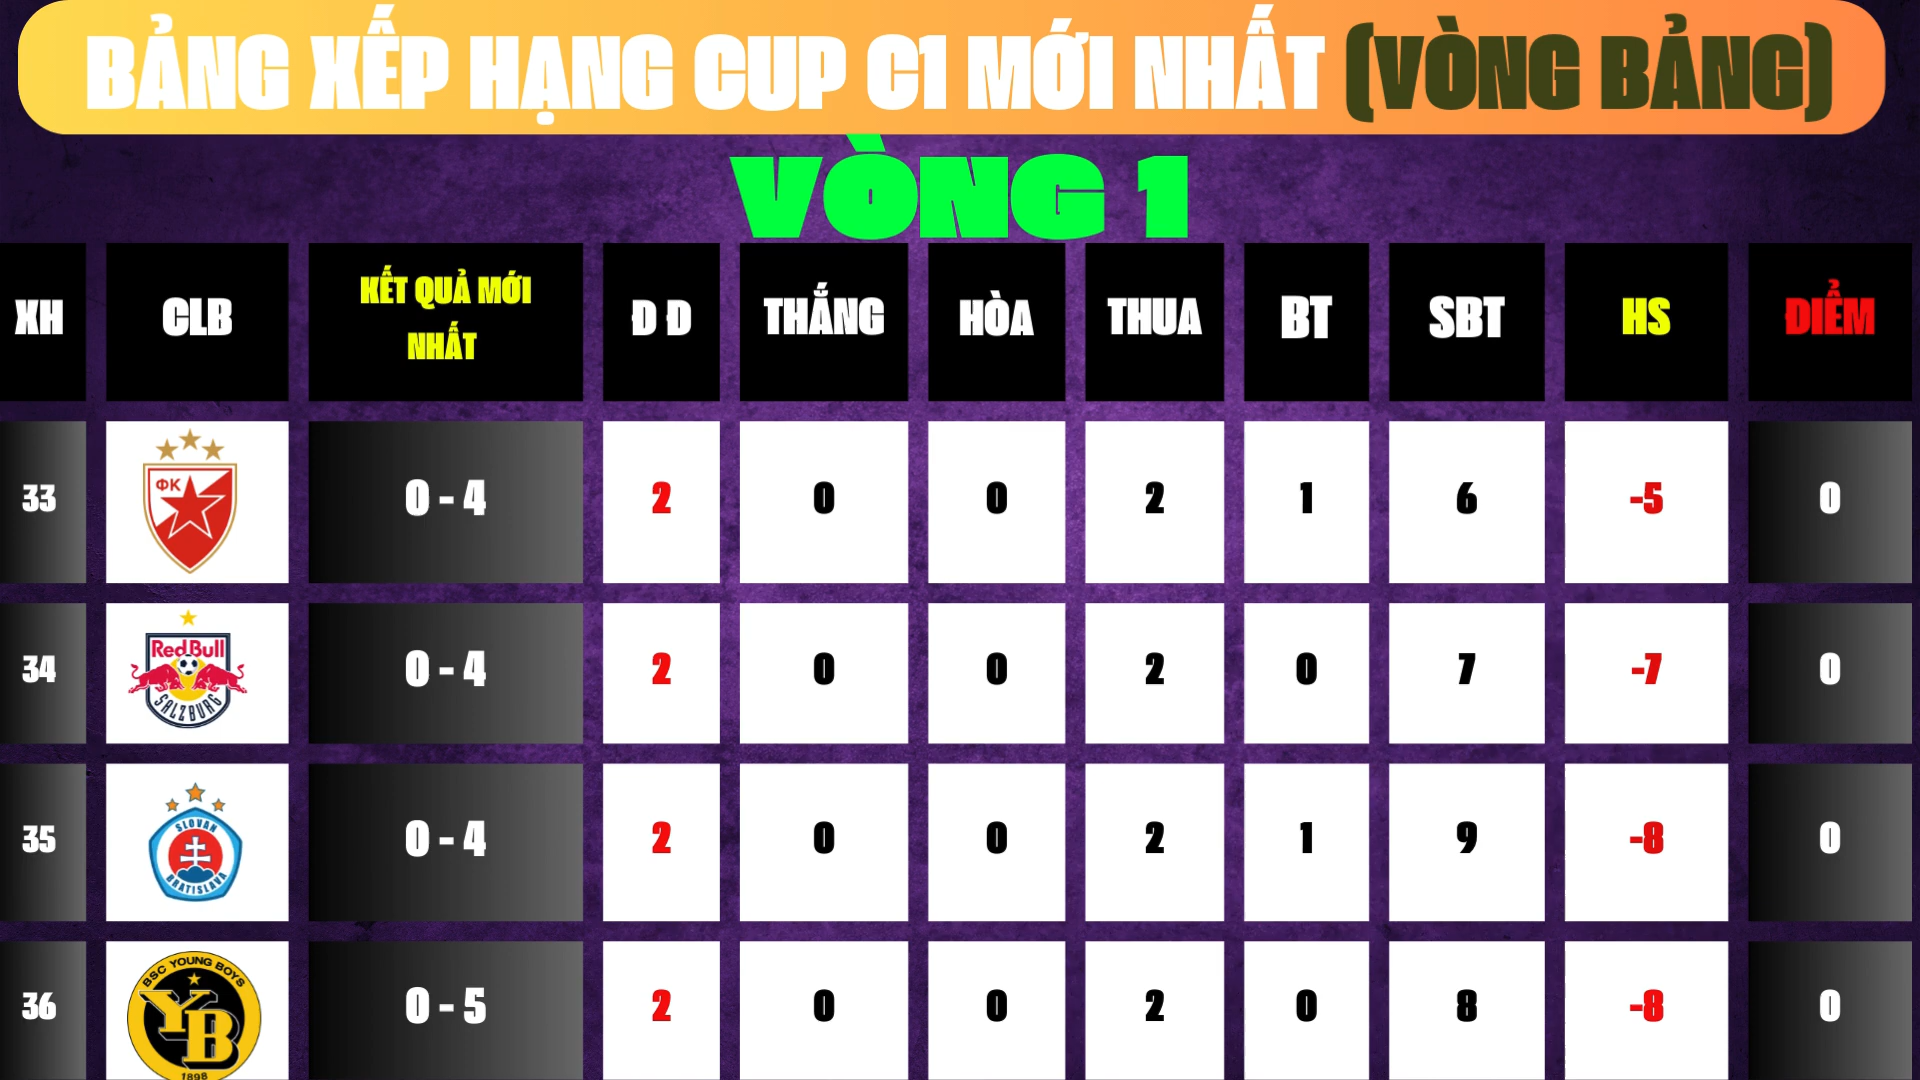 BẢNG XẾP HẠNG CUP C1 MỚI NHẤT (VÒNG BẢNG)
VÒNG 1
XH CLB KẾT QUẢ MỚI NHẤT Đ Đ THẮNG HÒA THUA BT SBT HS ĐIỂM
33 ФК 0 - 4 2 0 0 2 1 6 -5 0
34 Red Bull SALZBURG 0 - 4 2 0 0 2 0 7 -7 0
35 SLOVAN BRATISLAVA 0 - 4 2 0 0 2 1 9 -8 0
36 BSC YOUNG BOYS YB 1898 0 - 5 2 0 0 2 0 8 -8 0